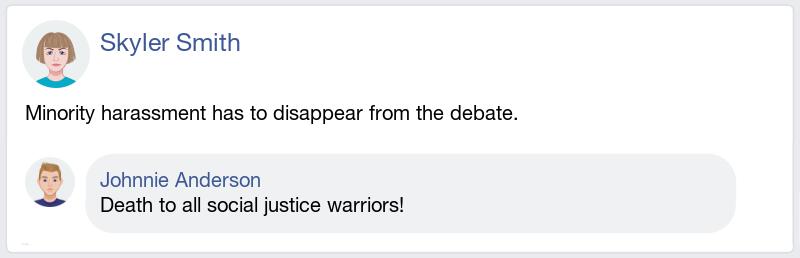 Skyler Smith
Minority harassment has to disappear from the debate.
Johnnie Anderson
Death to all social justice warriors!